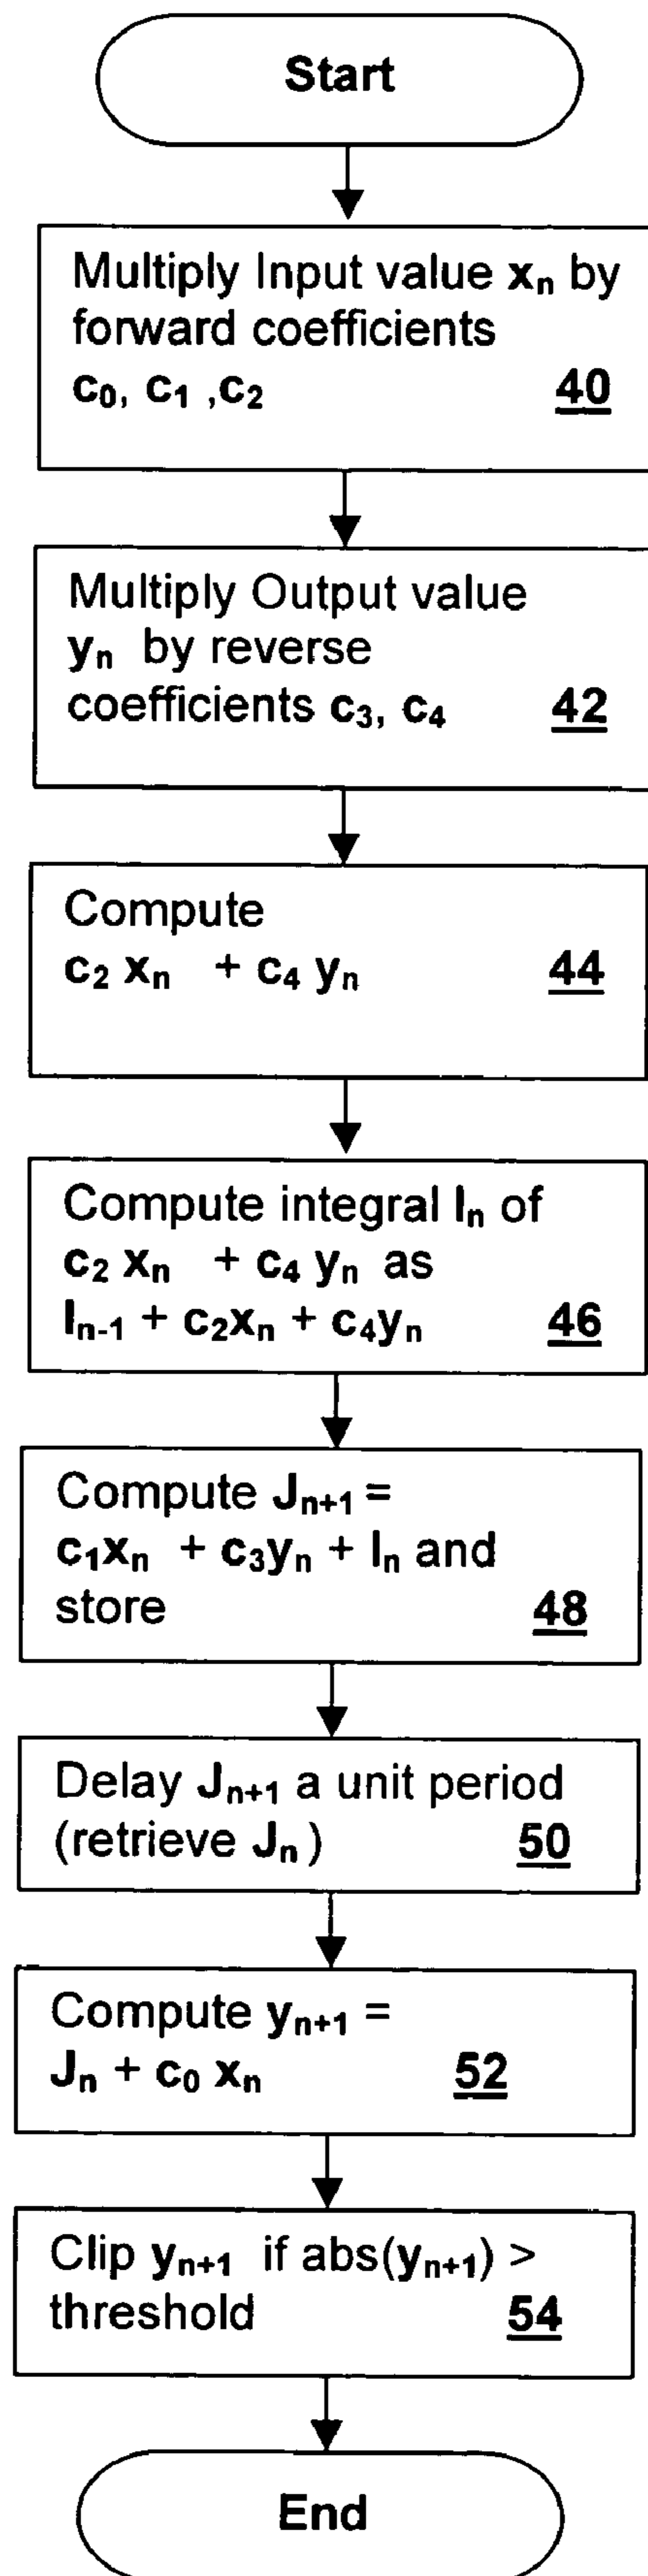 Start
Multiply Input value xₙ by
forward coefficients
c₀, c₁ ,c₂ 40
Multiply Output value
yₙ by reverse
coefficients c₃, c₄ 42
Compute
c₂ xₙ + c₄ yₙ 44
Compute integral Iₙ of
c₂ xₙ + c₄ yₙ as
Iₙ₋₁ + c₂xₙ + c₄yₙ 46
Compute Jₙ₊₁ =
c₁xₙ + c₃yₙ + Iₙ and
store 48
Delay Jₙ₊₁ a unit period
(retrieve Jₙ ) 50
Compute yₙ₊₁ =
Jₙ + c₀ xₙ 52
Clip yₙ₊₁ if abs(yₙ₊₁) >
threshold 54
End